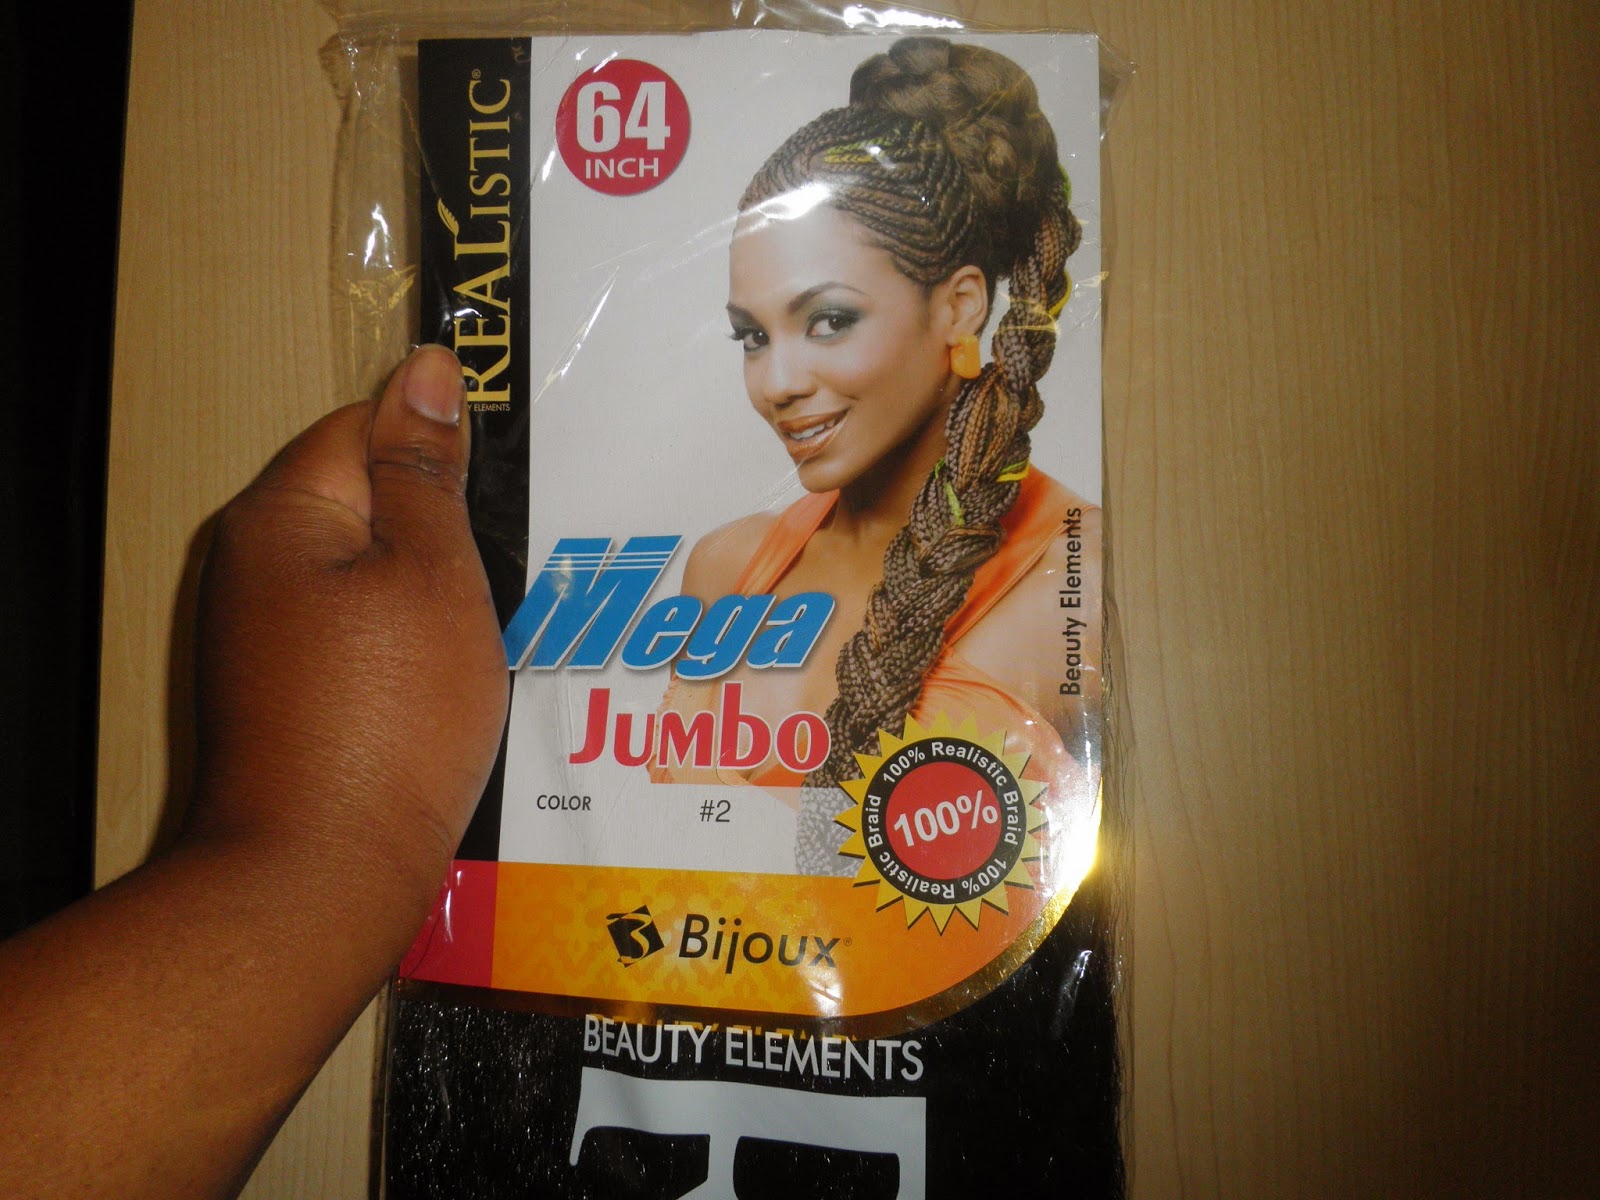 REALISTIC®
Y ELEMENTS
64
INCH
Mega
Jumbo
Beauty Elements
COLOR #2
100% Realistic Braid 100% Realistic Braid
100%
Bijoux®
BEAUTY ELEMENTS
R